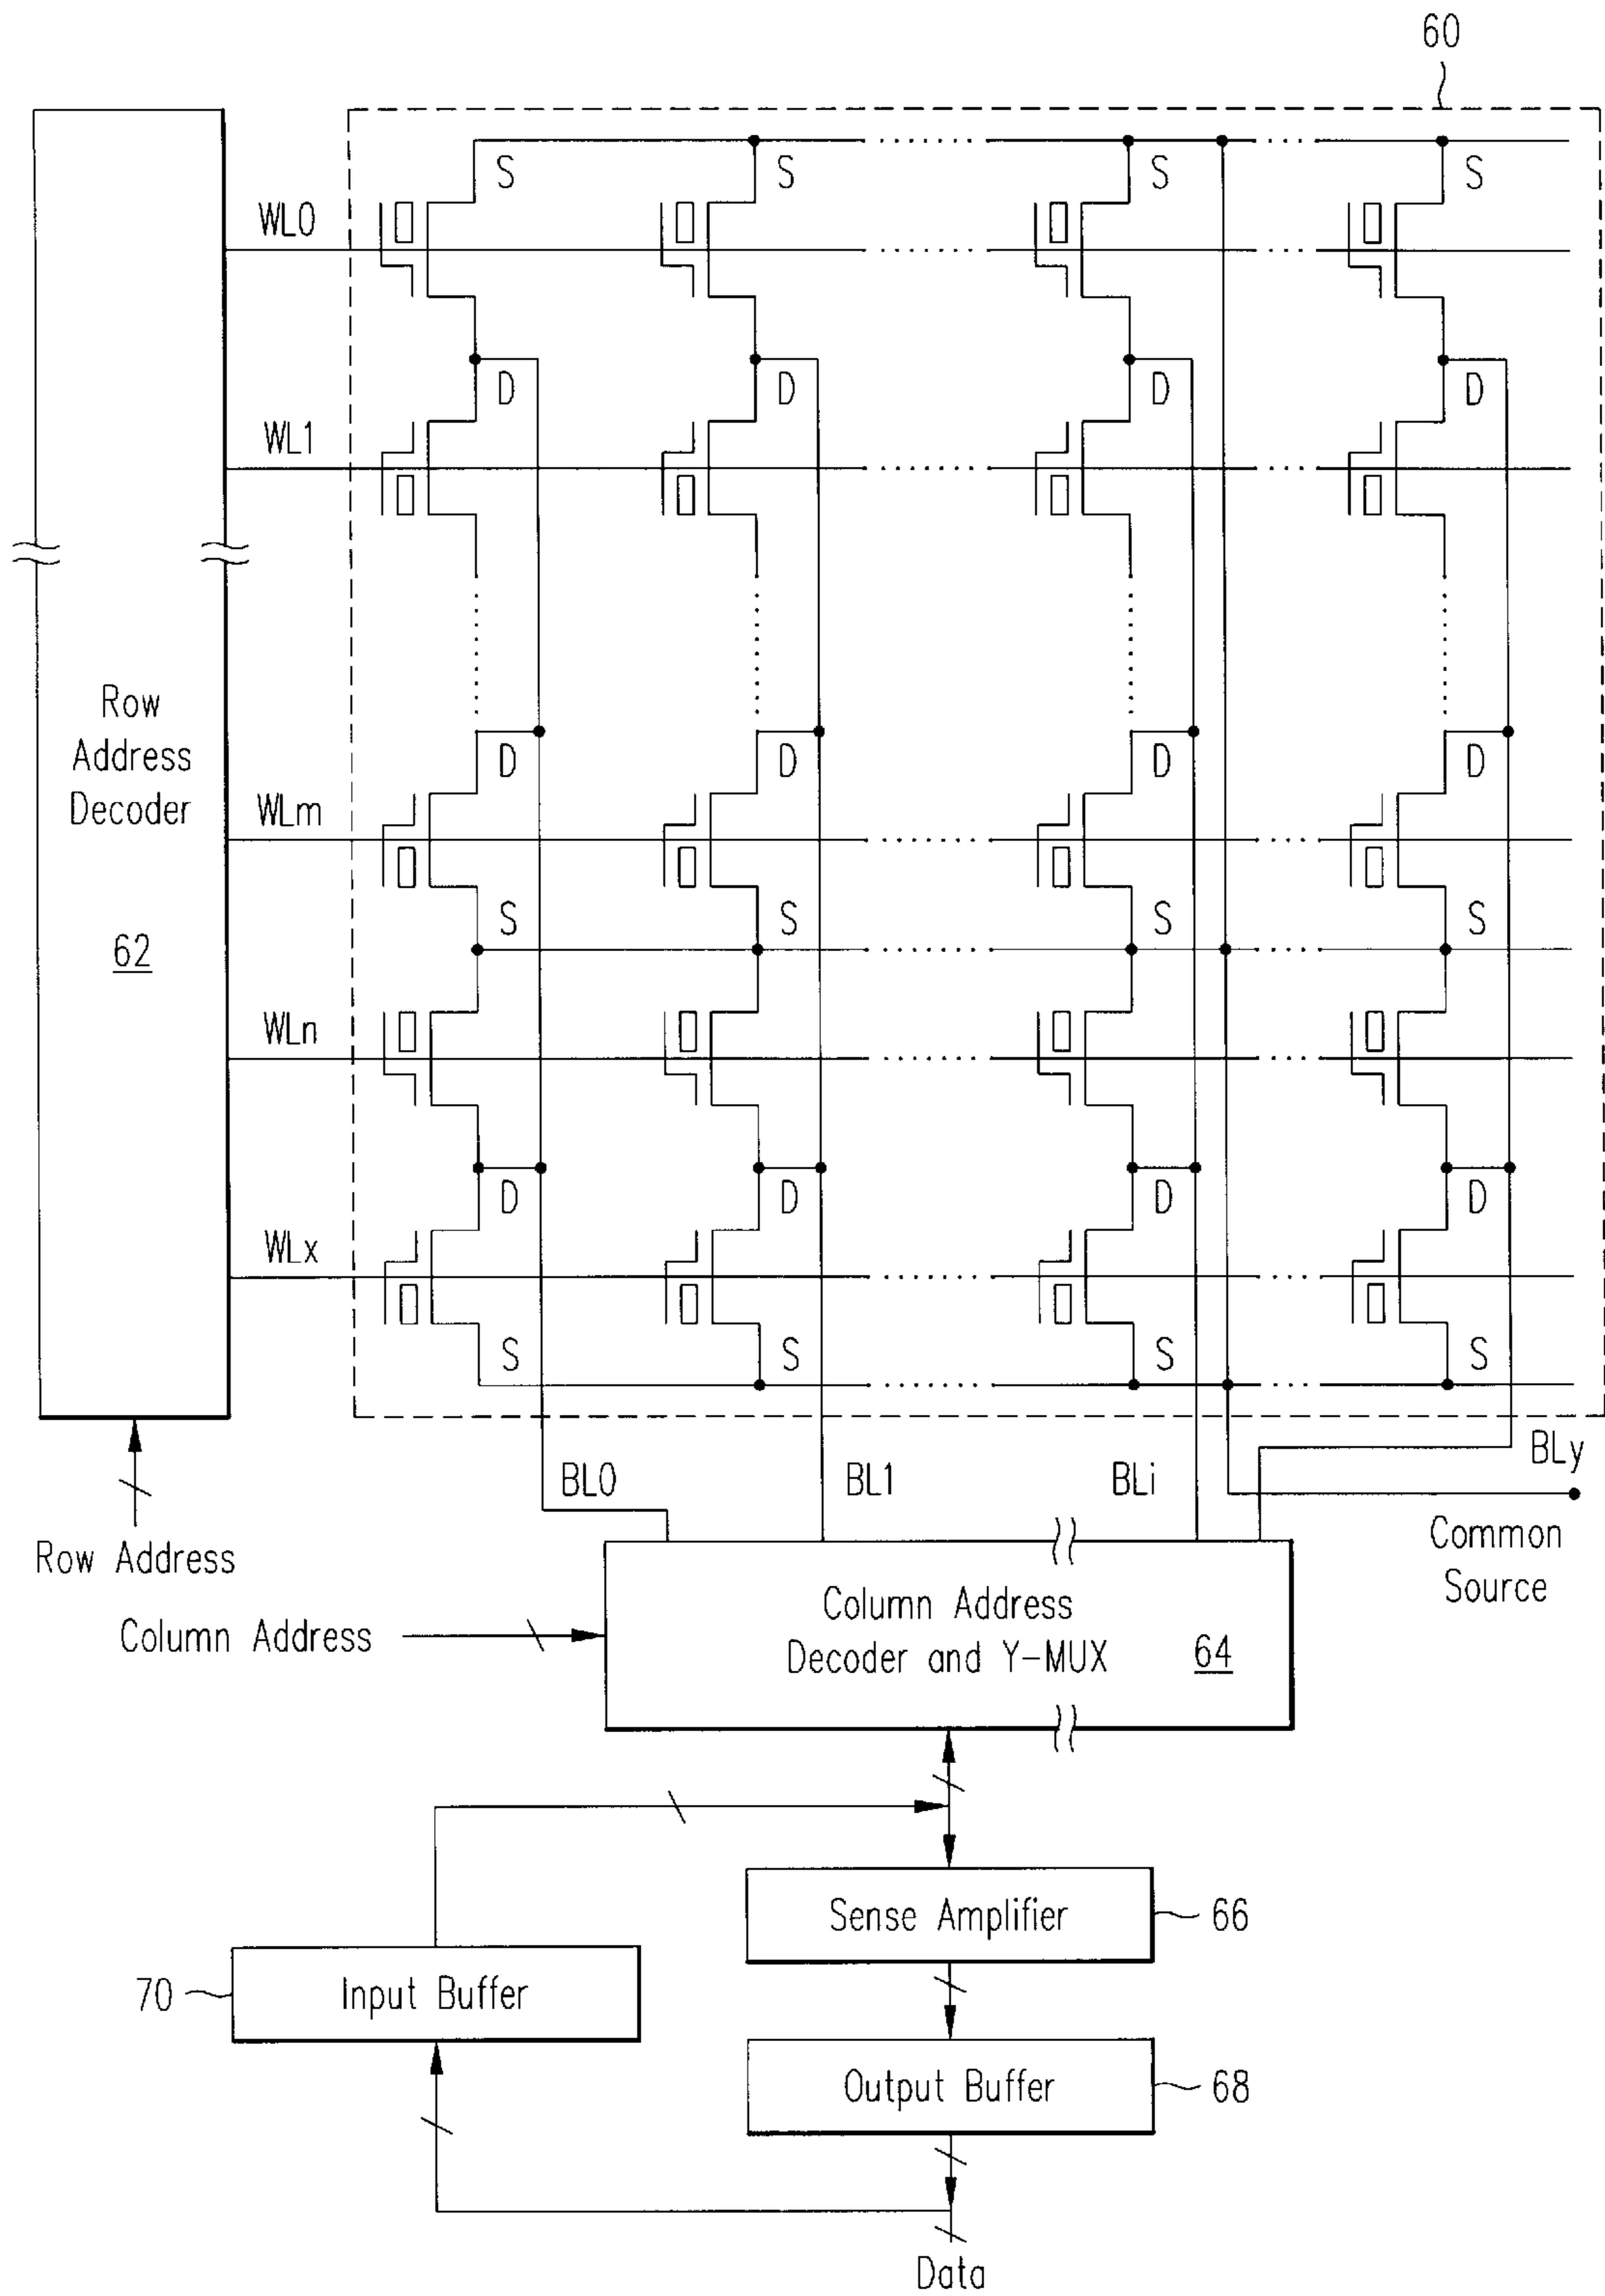 60
S S S S
WL0
D D D D
WL1
Row
Address
Decoder
62
D D D D
WLm
S S S S
WLn
D D D D
WLx
S S S S
BL0 BL1 BLi BLy
Common
Source
Row Address
Column Address
Column Address
Decoder and Y-MUX 64
Sense Amplifier 66
70 Input Buffer
Output Buffer 68
Data